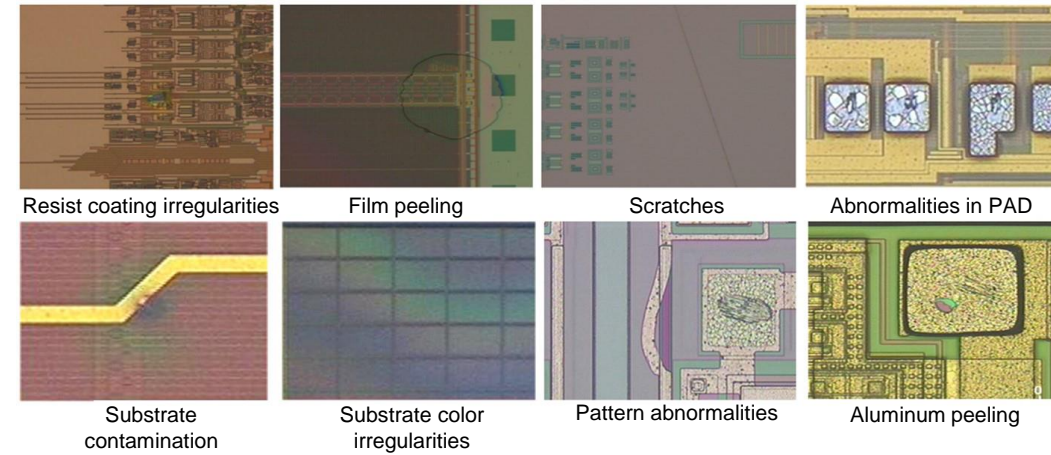 Resist coating irregularities
Film peeling
Scratches
Abnormalities in PAD
Substrate
contamination
Substrate color
irregularities
Pattern abnormalities
Aluminum peeling